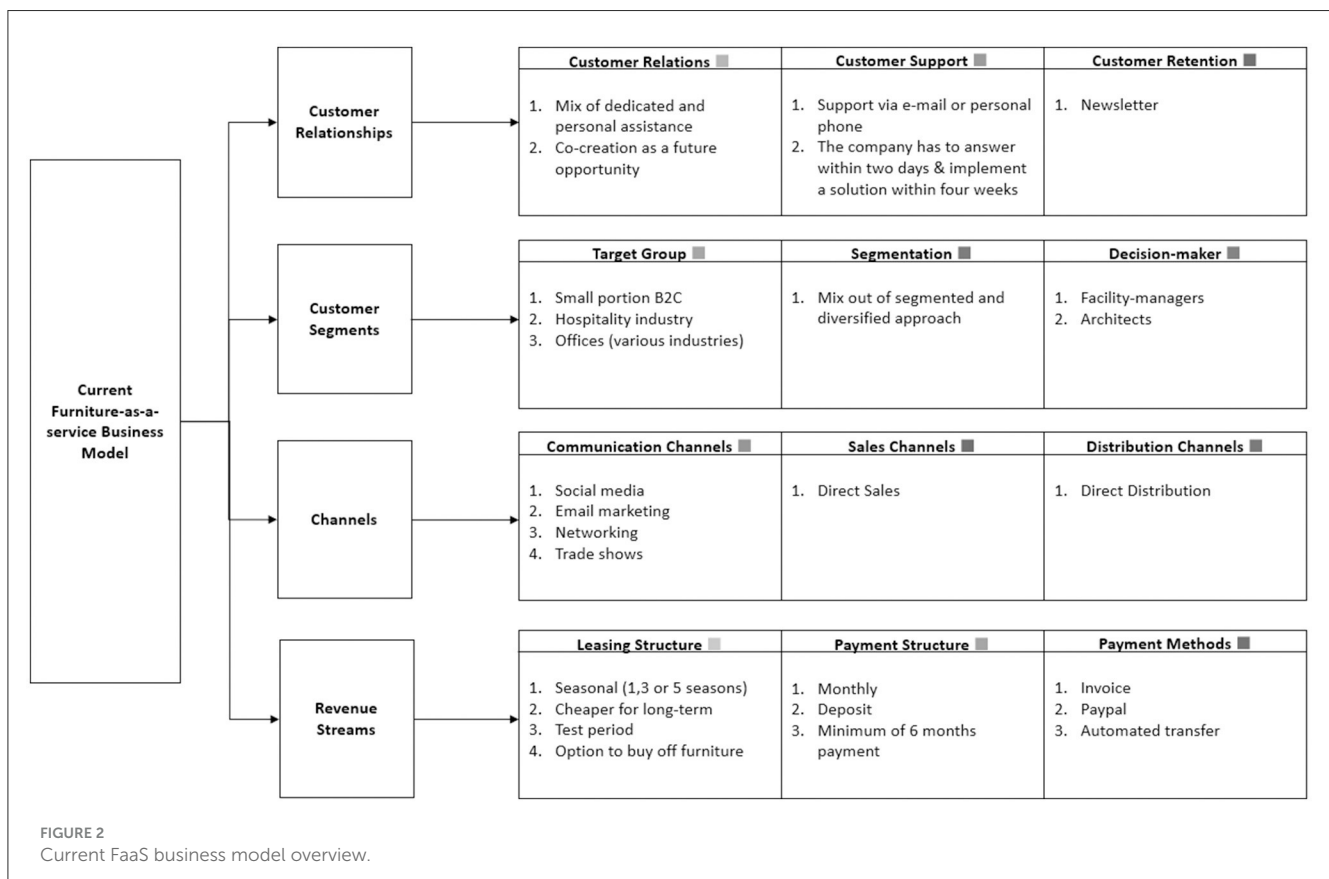 Current
Furniture-as-a-
service Business
Model
Customer
Relationships
Customer Relations
1. Mix of dedicated and
personal assistance
2. Co-creation as a future
opportunity
Customer Support
1. Support via e-mail or personal
phone
2. The company has to answer
within two days & implement
a solution within four weeks
Customer Retention
1. Newsletter
Customer
Segments
Target Group
1. Small portion B2C
2. Hospitality industry
3. Offices (various industries)
Segmentation
1. Mix out of segmented and
diversified approach
Decision-maker
1. Facility-managers
2. Architects
Channels
Communication Channels
1. Social media
2. Email marketing
3. Networking
4. Trade shows
Sales Channels
1. Direct Sales
Distribution Channels
1. Direct Distribution
Revenue
Streams
Leasing Structure
1. Seasonal (1,3 or 5 seasons)
2. Cheaper for long-term
3. Test period
4. Option to buy off furniture
Payment Structure
1. Monthly
2. Deposit
3. Minimum of 6 months
payment
Payment Methods
1. Invoice
2. Paypal
3. Automated transfer
FIGURE 2
Current FaaS business model overview.